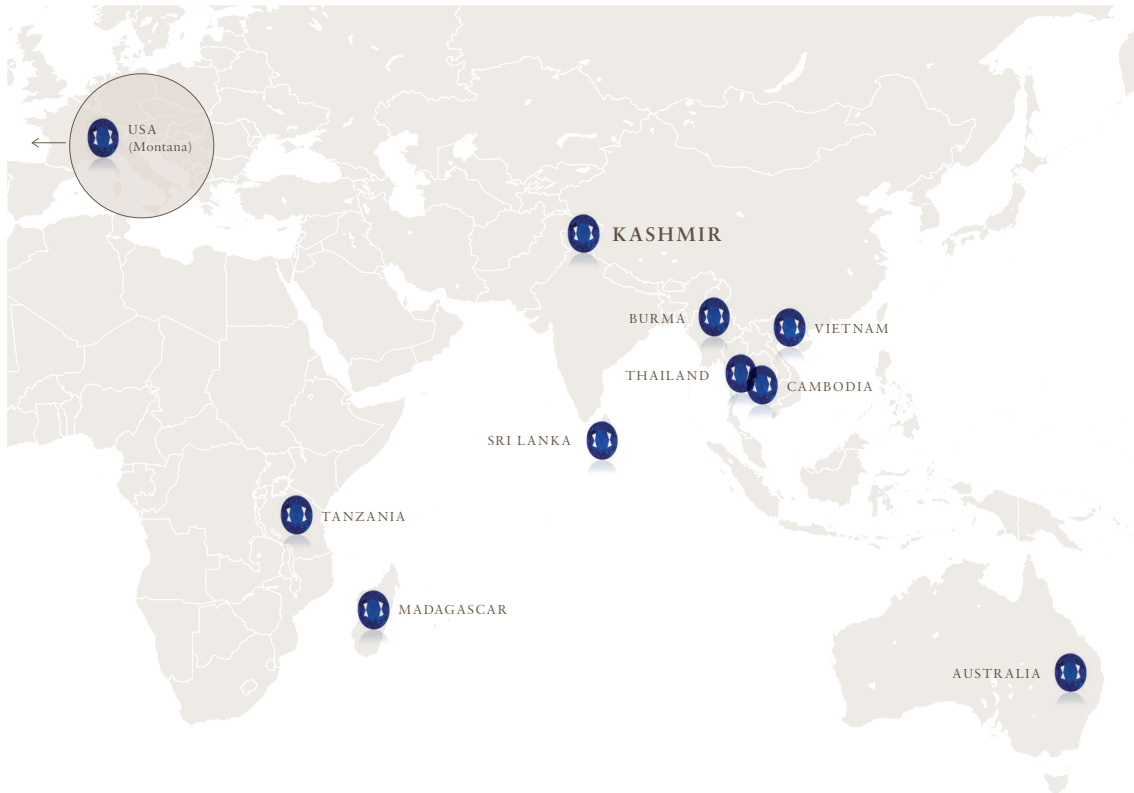 USA
(Montana)
KASHMIR
BURMA
VIETNAM
THAILAND
CAMBODIA
SRI LANKA
TANZANIA
MADAGASCAR
AUSTRALIA